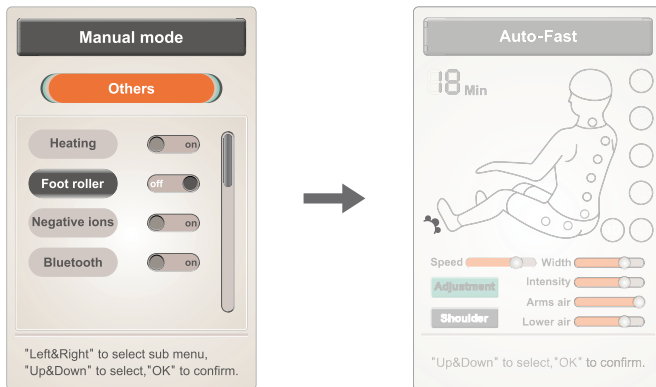 Manual mode
Others
Heating on
Foot roller off
Negative ions on
Bluetooth on
"Left&Right" to select sub menu,
"Up&Down" to select,"OK" to confirm.
Auto-Fast
18 Min
Speed Width
Adjustment Intensity
Arms air
Shoulder Lower air
"Up&Down" to select,"OK" to confirm.